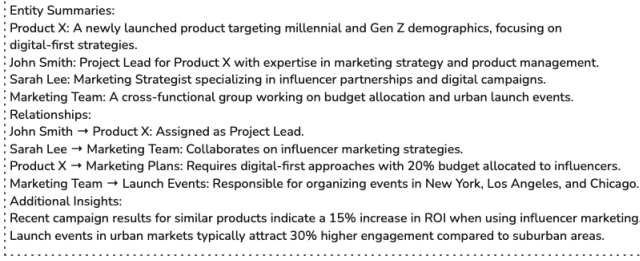 Entity Summaries:
Product X: A newly launched product targeting millennial and Gen Z demographics, focusing on
digital-first strategies.
John Smith: Project Lead for Product X with expertise in marketing strategy and product management.
Sarah Lee: Marketing Strategist specializing in influencer partnerships and digital campaigns.
Marketing Team: A cross-functional group working on budget allocation and urban launch events.
Relationships:
John Smith → Product X: Assigned as Project Lead.
Sarah Lee → Marketing Team: Collaborates on influencer marketing strategies.
Product X → Marketing Plans: Requires digital-first approaches with 20% budget allocated to influencers.
Marketing Team → Launch Events: Responsible for organizing events in New York, Los Angeles, and Chicago.
Additional Insights:
Recent campaign results for similar products indicate a 15% increase in ROI when using influencer marketing.
Launch events in urban markets typically attract 30% higher engagement compared to suburban areas.